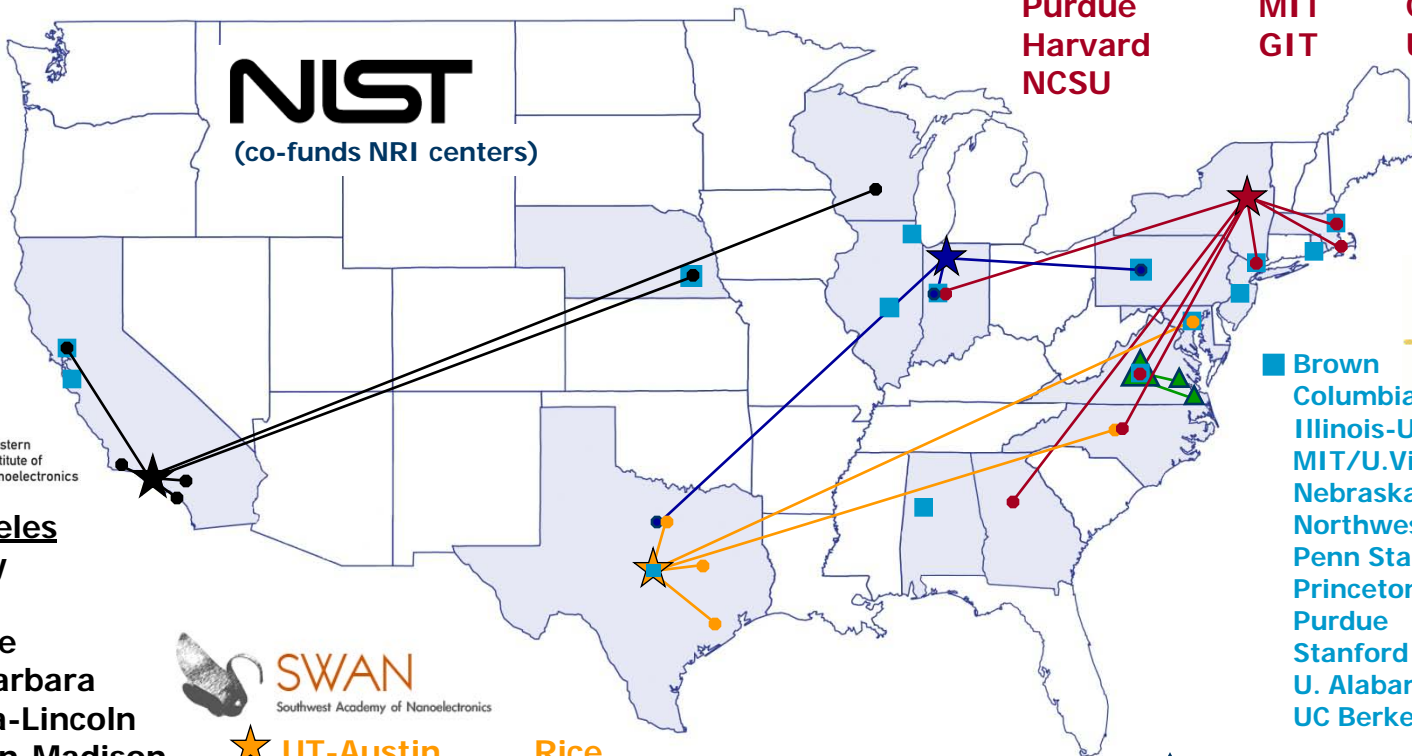 Purdue MIT
Harvard GIT
NCSU
NIST
(co-funds NRI centers)
Brown
Columbia
Illinois-U
MIT/U.Vi
Nebraska
Northwes
Penn Sta
Princeton
Purdue
Stanford
U. Alabar
UC Berke
stern
titute of
noelectronics
eles
e
arbara
a-Lincoln
n-Madison
SWAN
Southwest Academy of Nanoelectronics
UT-Austin Rice